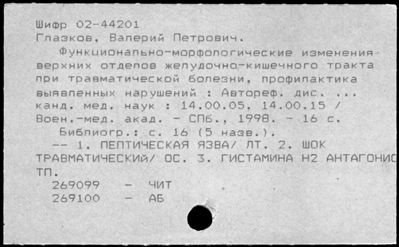 Шифр 02-44201
Глазков, Валерий Петрович.
Функционально-морфологические изменения
верхних отделов желудочно-кишечного тракта
при травматической болезни, профилактика
выявленных нарушений : Автореф. дис. ...
канд. мед. наук : 14.00.05, 14.00.15 /
Воен.-мед. акад. - СПб., 1998. - 16 с.
Библиогр.: с. 16 (5 назв.).
-- 1. ПЕПТИЧЕСКАЯ ЯЗВА/ ЛТ. 2. ШОК
ТРАВМАТИЧЕСКИЙ/ ОС. 3. ГИСТАМИНА H2 АНТАГОНИС
ТП.
269099 - ЧИТ
269100 - АБ